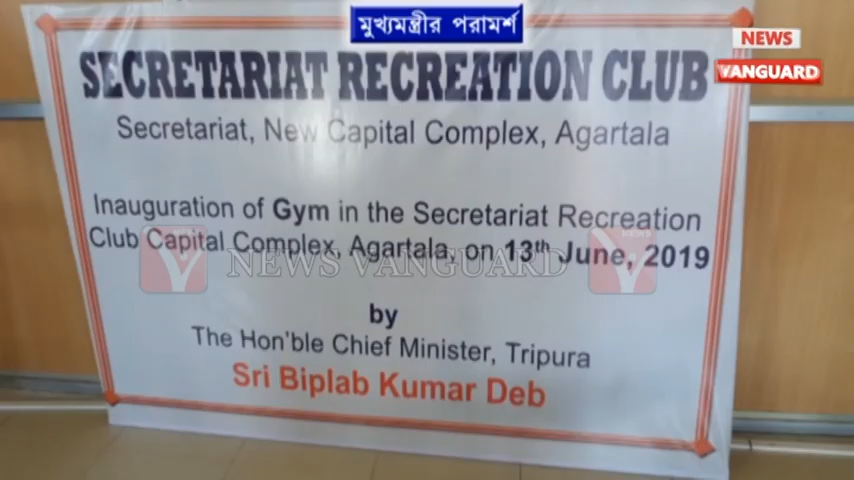 মুখ্যমন্ত্রীর পরামর্শ
NEWS
VANGUARD
SECRETARIAT RECREATION CLUB
Secretariat, New Capital Complex, Agartala
Inauguration of Gym in the Secretariat Recreation
Club Capital Complex, Agartala, on 13th June, 2019
NEWS VANGUARD
NEWS
by
The Hon'ble Chief Minister, Tripura
Sri Biplab Kumar Deb